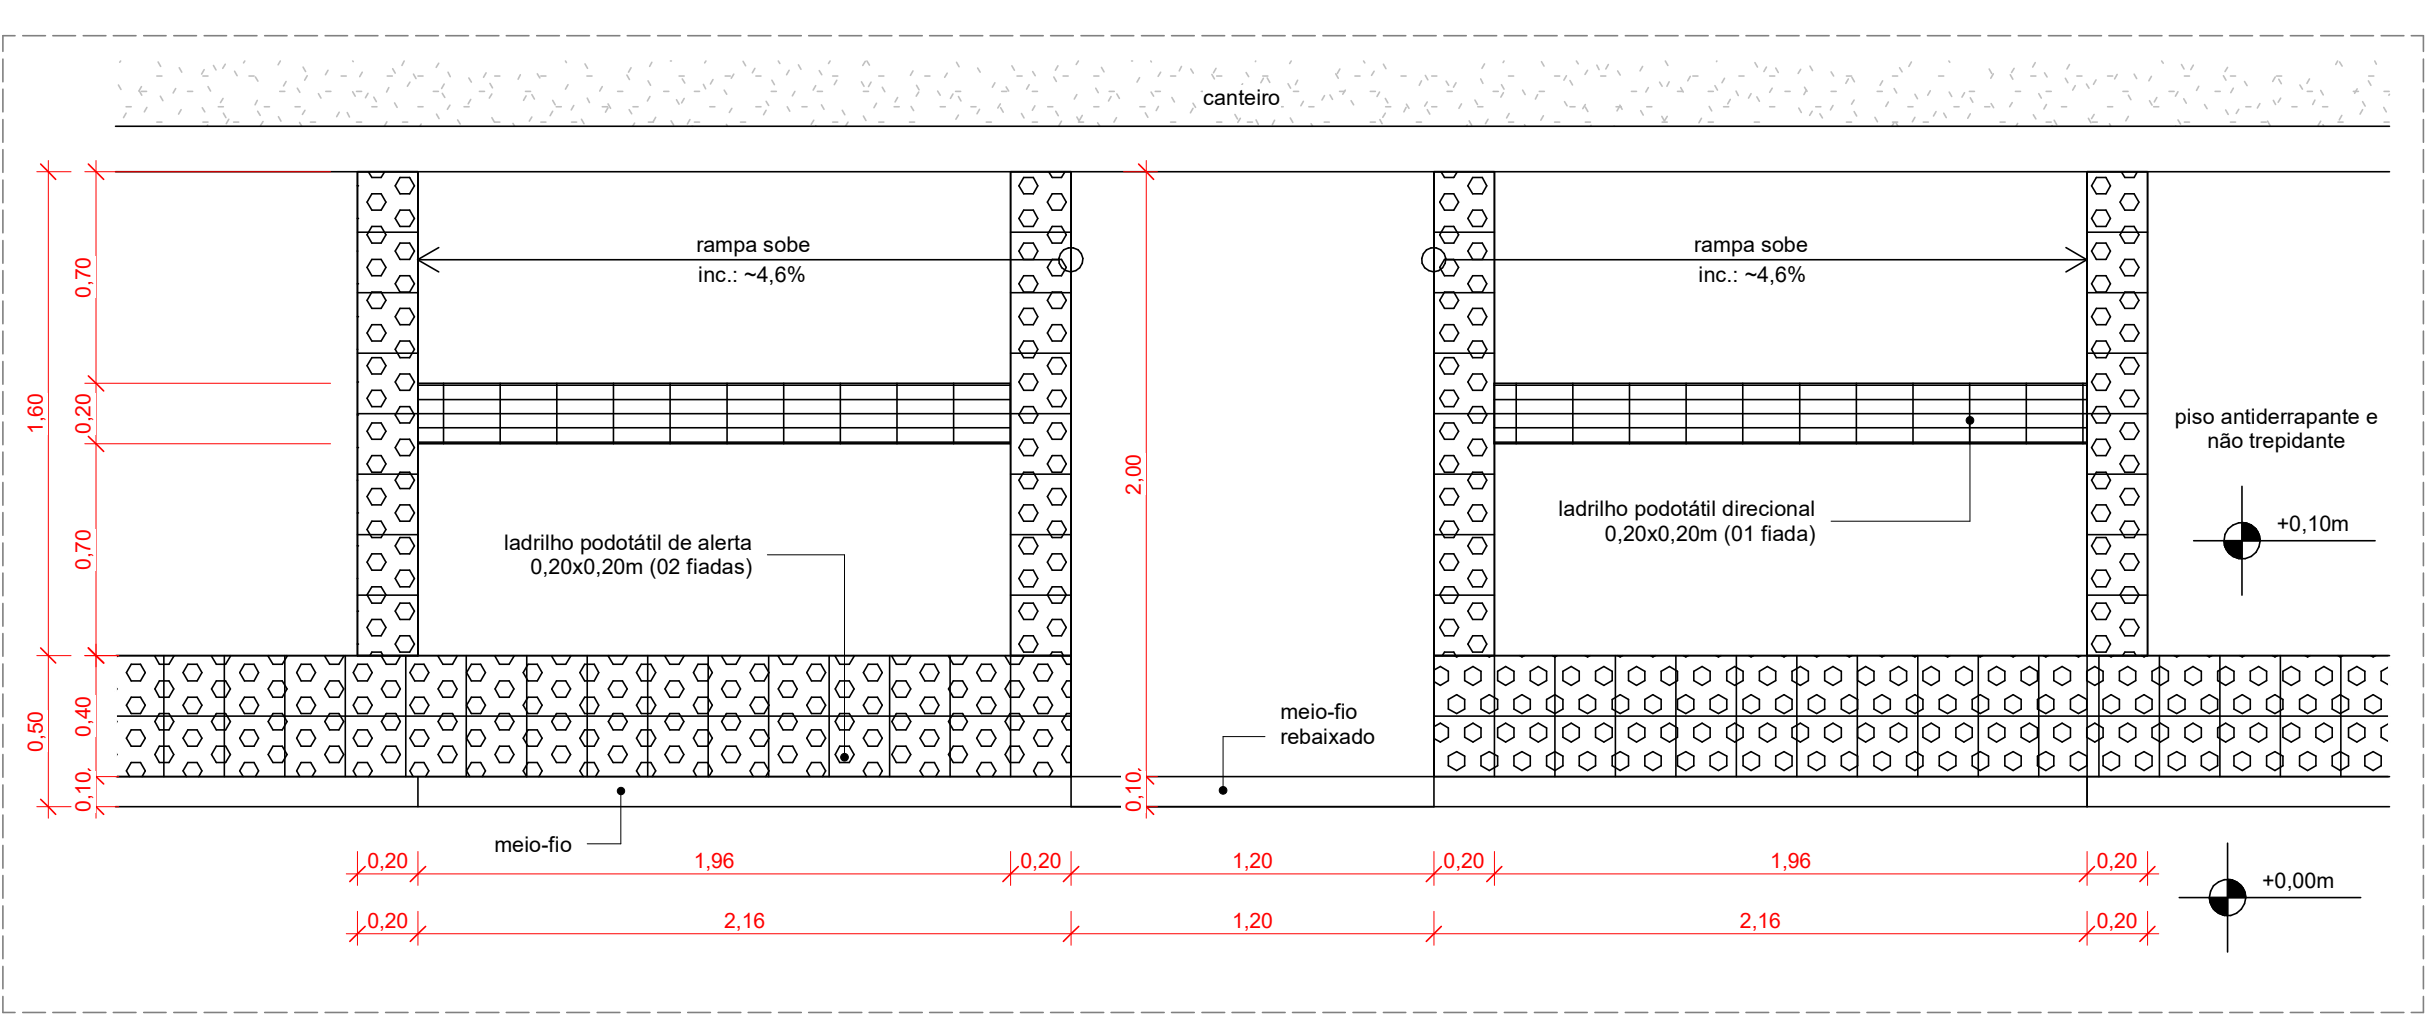 canteiro
rampa sobe
inc.: ~4,6%
rampa sobe
inc.: ~4,6%
0,70
1,60
0,20
0,70
0,50
0,40
0,10
2,00
0,10
piso antiderrapante e
não trepidante
ladrilho podotátil direcional
0,20x0,20m (01 fiada)
+0,10m
ladrilho podotátil de alerta
0,20x0,20m (02 fiadas)
meio-fio
rebaixado
meio-fio
0,20
1,96
0,20
1,20
0,20
1,96
0,20
+0,00m
0,20
2,16
1,20
2,16
0,20